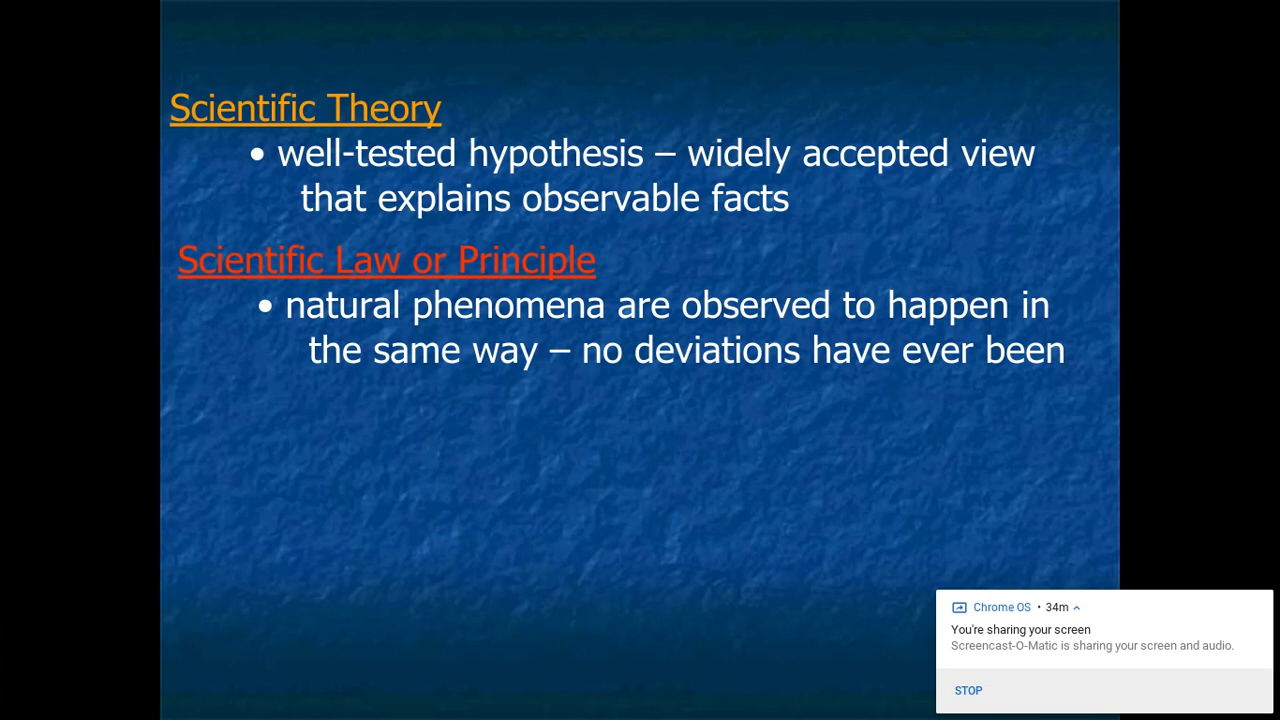 Scientific Theory
• well-tested hypothesis – widely accepted view
that explains observable facts
Scientific Law or Principle
• natural phenomena are observed to happen in
the same way – no deviations have ever been
Chrome OS • 34m
You're sharing your screen
Screencast-O-Matic is sharing your screen and audio.
STOP